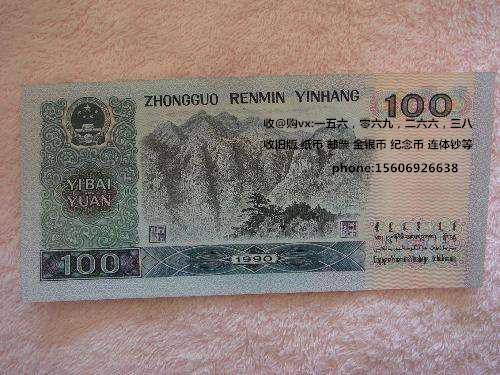 ZHONGGUO RENMIN YINHANG
100
收@购vx:一五六，零六九，二六六，三八
收旧版 纸币 邮票 金银币 纪念币 连体钞等
phone:15606926638
YIBAI
YUAN
100
1990